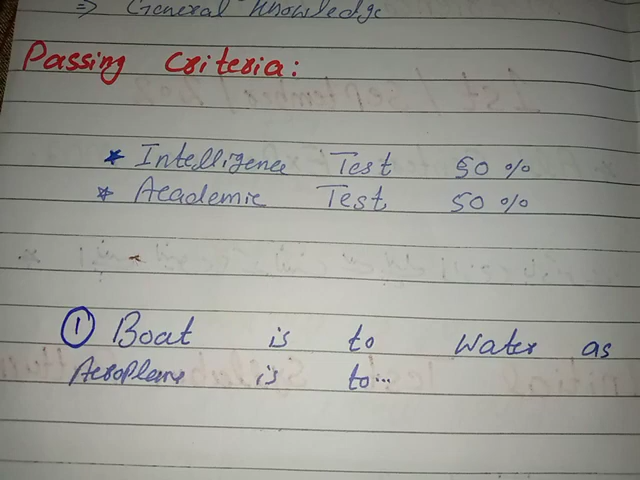 ⇒ General Knowledge
Passing Criteria:
* Intelligence Test 50 %
* Academic Test 50 %
① Boat is to water as
Aeroplane is to...